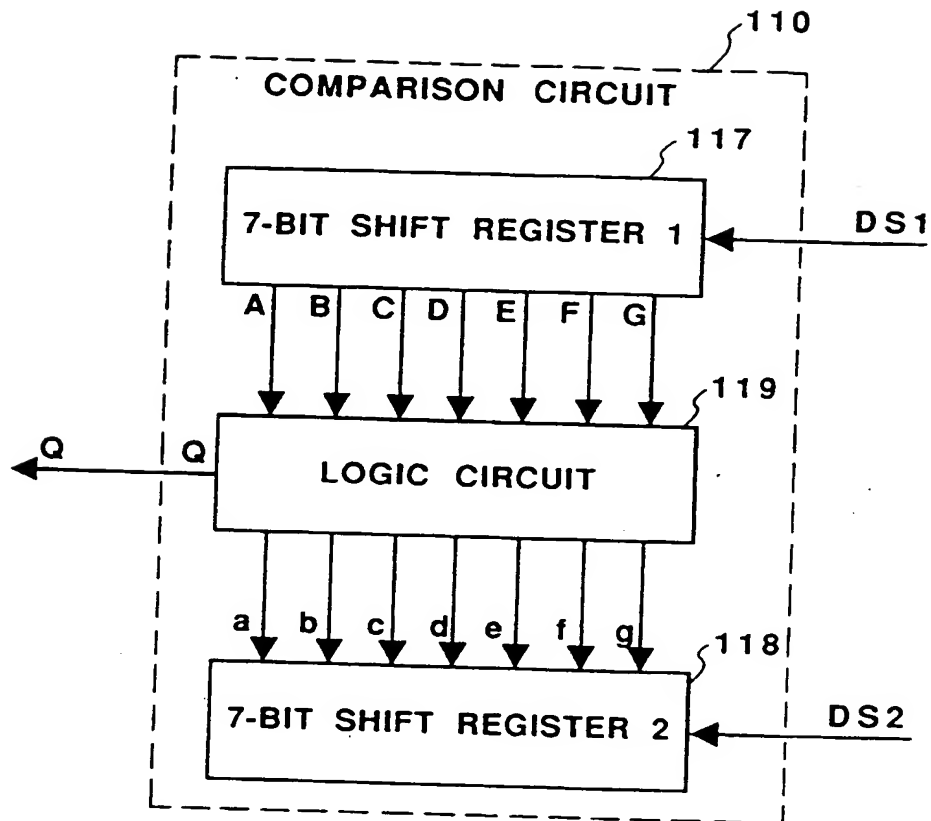 110
COMPARISON CIRCUIT
117
7-BIT SHIFT REGISTER 1
DS1
A B C D E F G
119
Q Q
LOGIC CIRCUIT
a b c d e f g
118
7-BIT SHIFT REGISTER 2
DS2